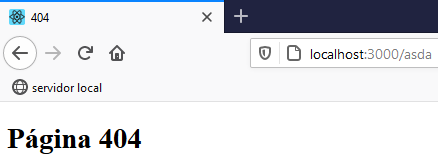 404
localhost:3000/asda
servidor local
Página 404